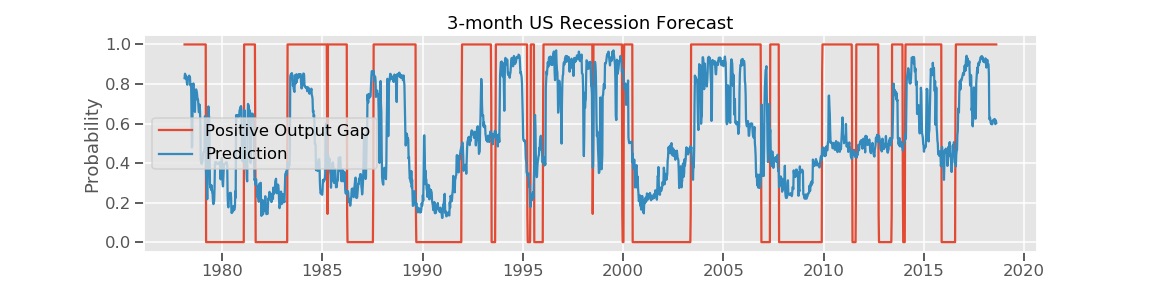 3-month US Recession Forecast
Probability
1.0
0.8
0.6
0.4
0.2
0.0
Positive Output Gap
Prediction
1980 1985 1990 1995 2000 2005 2010 2015 2020